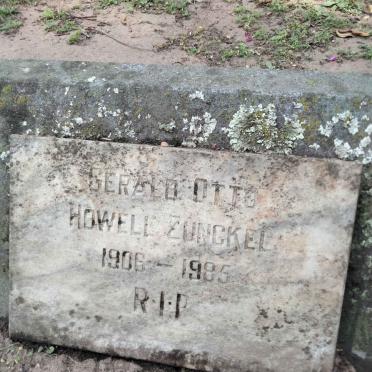 GERALD OTTO
HOWELL ZUNCKEL
1906 - 1985
R·I·P